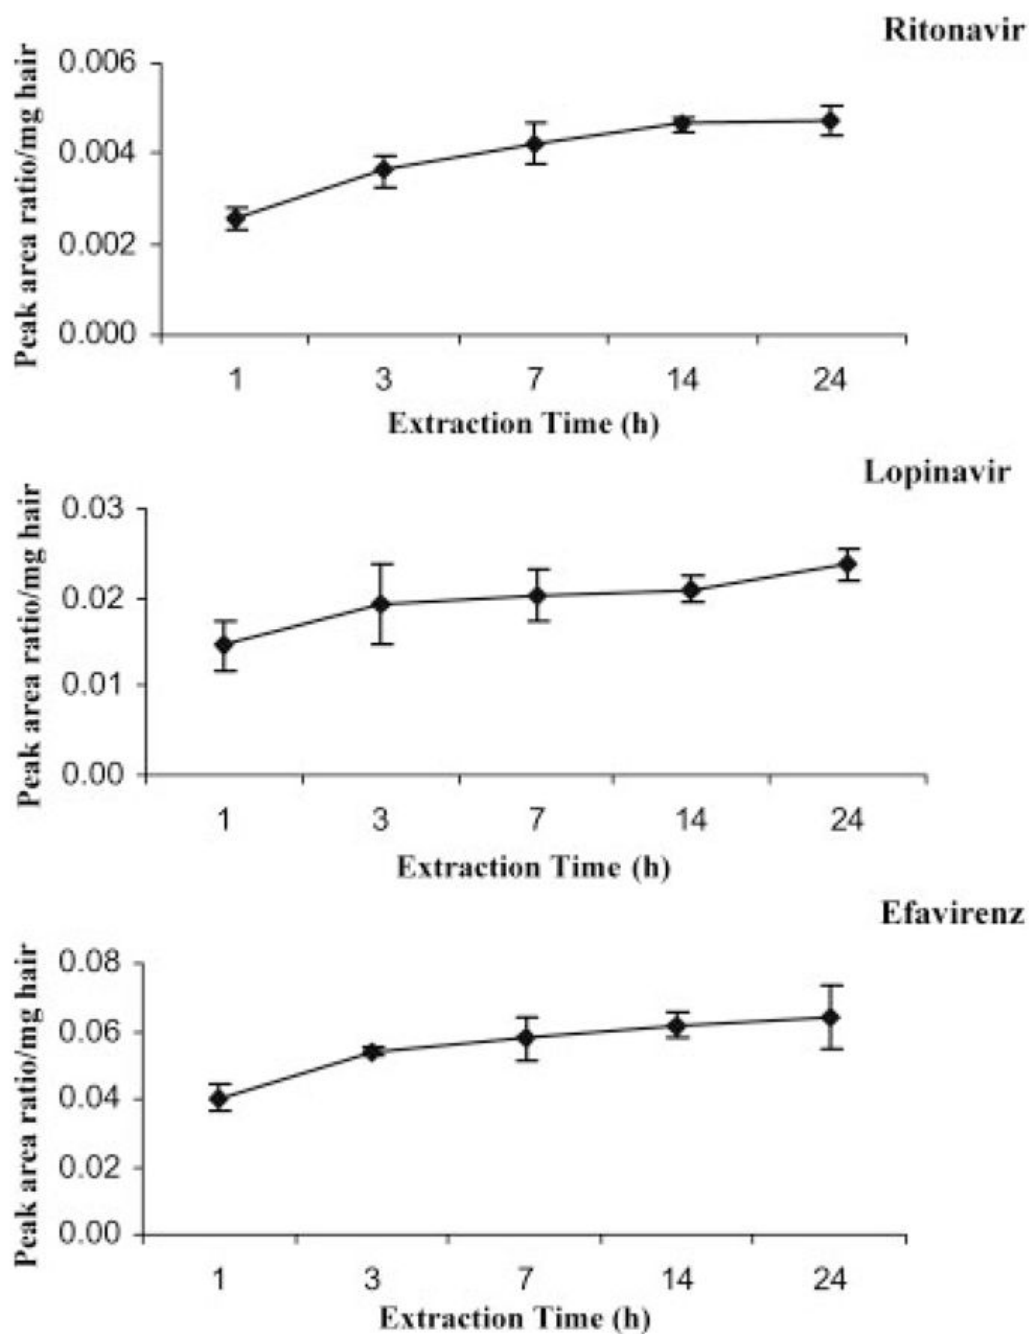 Ritonavir
Peak area ratio/mg hair
0.006
0.004
0.002
0.000
1 3 7 14 24
Extraction Time (h)
Lopinavir
Peak area ratio/mg hair
0.03
0.02
0.01
0.00
1 3 7 14 24
Extraction Time (h)
Efavirenz
Peak area ratio/mg hair
0.08
0.06
0.04
0.02
0.00
1 3 7 14 24
Extraction Time (h)